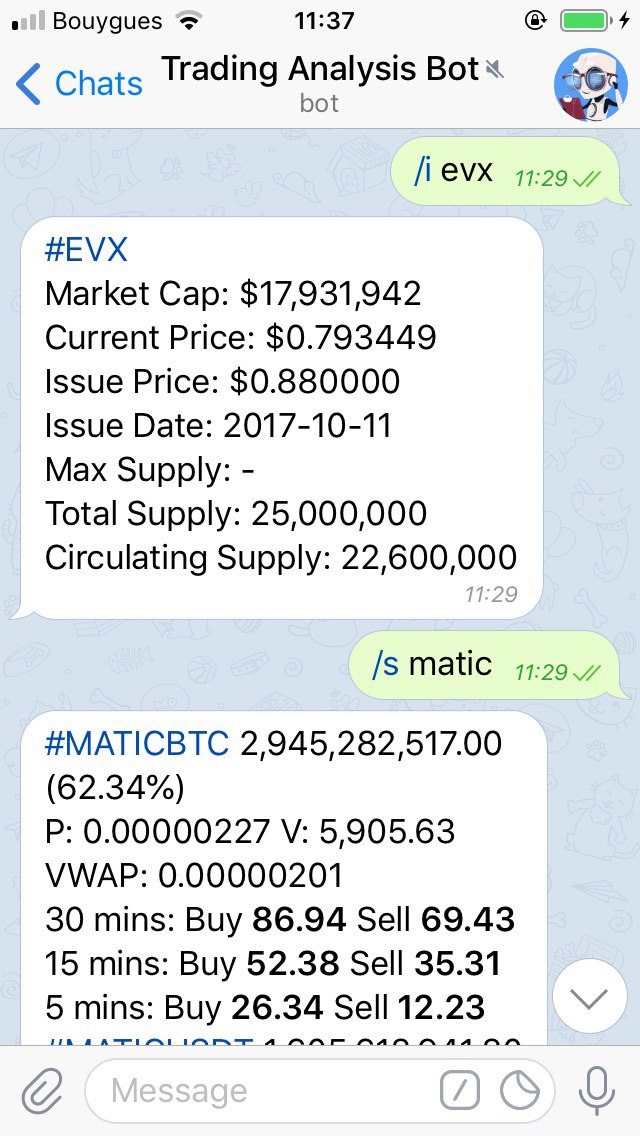 Bouygues 11:37
Chats
Trading Analysis Bot
bot
/i evx 11:29
#EVX
Market Cap: $17,931,942
Current Price: $0.793449
Issue Price: $0.880000
Issue Date: 2017-10-11
Max Supply: -
Total Supply: 25,000,000
Circulating Supply: 22,600,000
11:29
/s matic 11:29
#MATICBTC 2,945,282,517.00
(62.34%)
P: 0.00000227 V: 5,905.63
VWAP: 0.00000201
30 mins: Buy 86.94 Sell 69.43
15 mins: Buy 52.38 Sell 35.31
5 mins: Buy 26.34 Sell 12.23
#MATICUSDT
Message